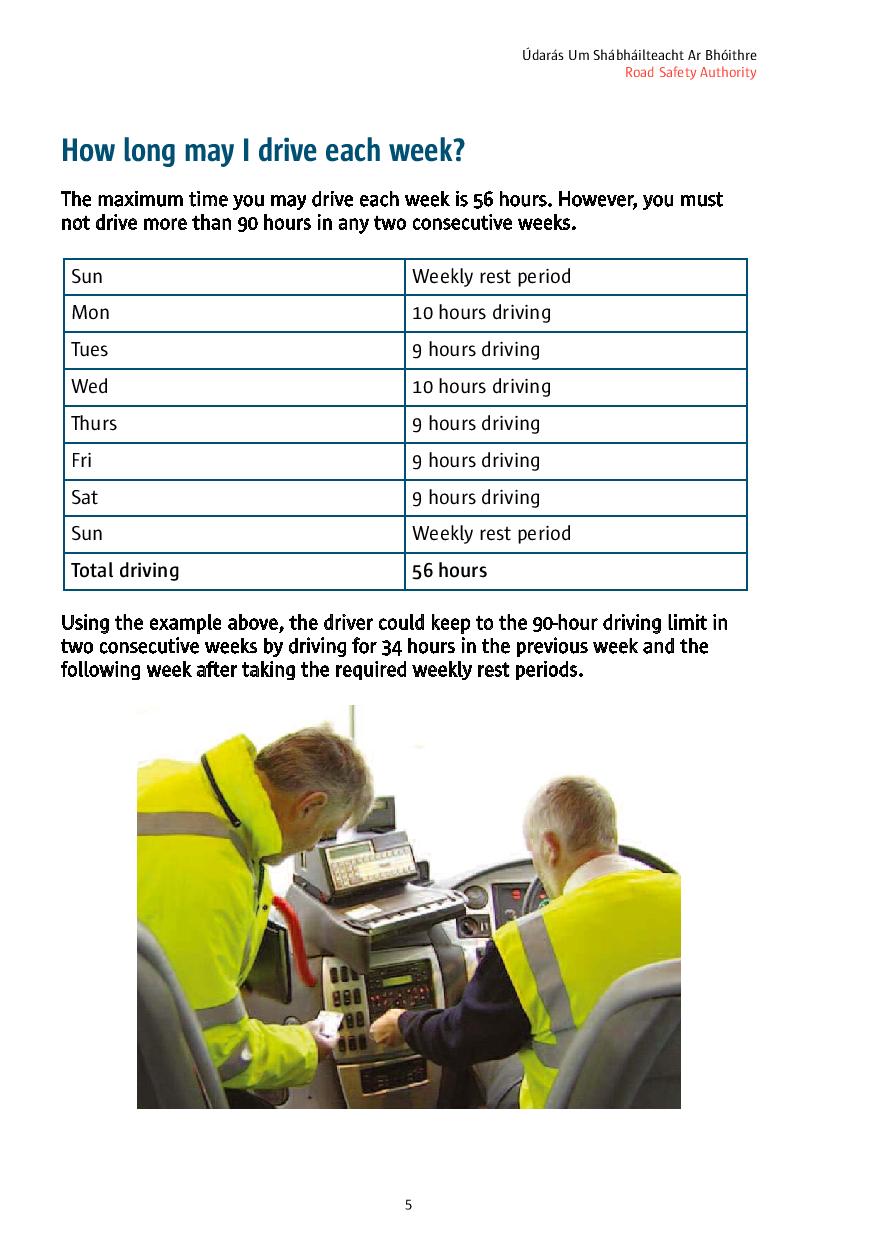 Údarás Um Shábháilteacht Ar Bhóithre
Road Safety Authority
How long may I drive each week?
The maximum time you may drive each week is 56 hours. However, you must
not drive more than 90 hours in any two consecutive weeks.
Sun Weekly rest period
Mon 10 hours driving
Tues 9 hours driving
Wed 10 hours driving
Thurs 9 hours driving
Fri 9 hours driving
Sat 9 hours driving
Sun Weekly rest period
Total driving 56 hours
Using the example above, the driver could keep to the 90-hour driving limit in
two consecutive weeks by driving for 34 hours in the previous week and the
following week after taking the required weekly rest periods.
5